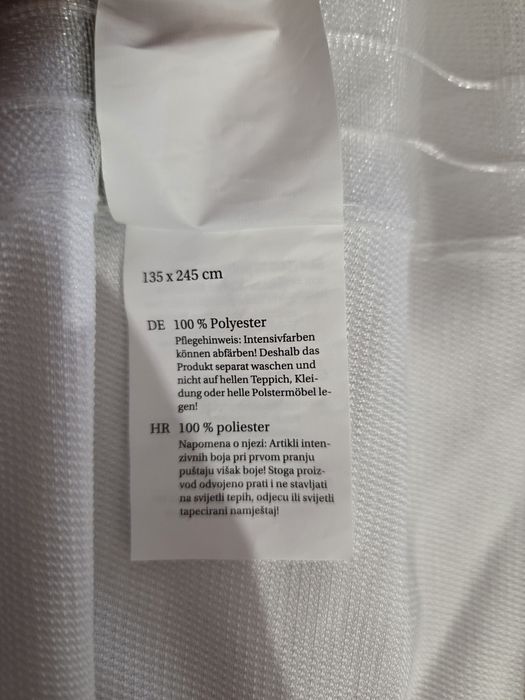 135 x 245 cm
DE 100 % Polyester
Pflegehinweis: Intensivfarben
können abfärben! Deshalb das
Produkt separat waschen und
nicht auf hellen Teppich, Klei-
dung oder helle Polstermöbel le-
gen!
HR 100 % poliester
Napomena o njezi: Artikli inten-
zivnih boja pri prvom pranju
puštaju višak boje! Stoga proiz-
vod odvojeno prati i ne stavljati
na svijetli tepih, odjecu ili svijetli
tapecirani namještaj!